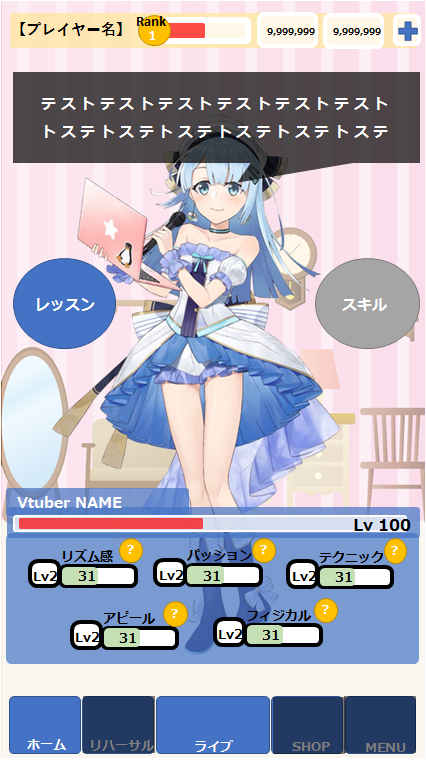 【プレイヤー名】 Rank 1 9,999,999 9,999,999
テストテストテストテストテストテスト
トステトステトステトステトステトステ
レッスン スキル
Vtuber NAME
Lv 100
リズム感 ? パッション ? テクニック ?
Lv2 31 Lv2 31 Lv2 31
アピール ? フィジカル ?
Lv2 31 Lv2 31
ホーム リハーサル ライブ SHOP MENU